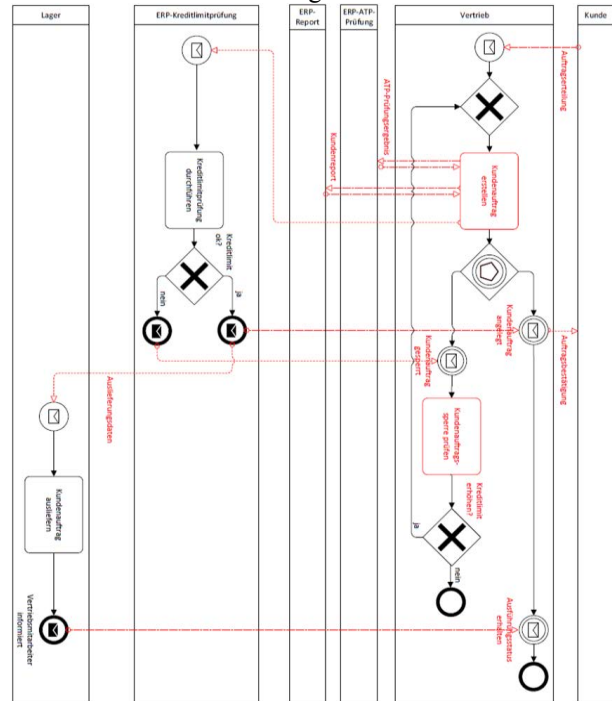 Lager
ERP-Kreditlimitprüfung
ERP-
Report
ERP-ATP-
Prüfung
Vertrieb
Kunde
Auftragserteilung
ATP-Prüfungsergebnis
Kundenreport
Kundenauftrag
erstellen
Kreditlimitprüfung
durchführen
Kreditlimit
ok?
nein
ja
Kundenauftrag
angelegt
Auftragsbestätigung
Kundenauftrag
gesperrt
Auslieferungsdaten
Kundenauftrags-
sperre prüfen
Kreditlimit
erhöhen?
ja
nein
Kundenauftrag
ausliefern
Vertriebsmitarbeiter
informiert
Ausführungsstatus
erhalten